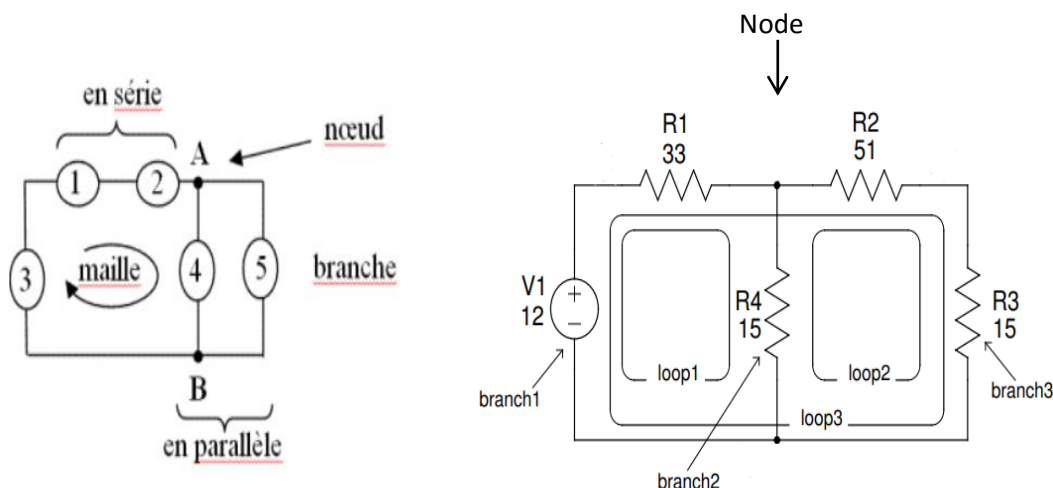 en série
A
nœud
1
2
3
maille
4
5
branche
B
en parallèle
Node
R1
33
R2
51
V1
12
+
−
R4
15
R3
15
loop1
loop2
loop3
branch1
branch2
branch3